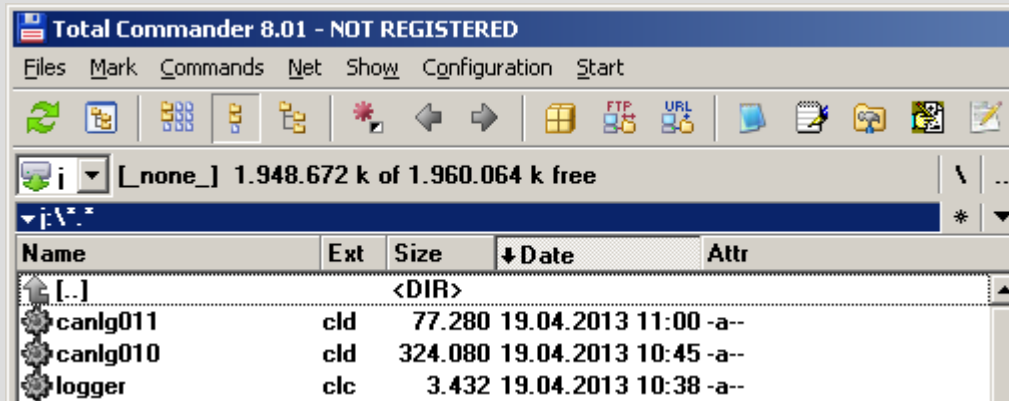 Total Commander 8.01 - NOT REGISTERED
Files Mark Commands Net Show Configuration Start
FTP URL
j [_none_] 1.948.672 k of 1.960.064 k free \ ..
j:\*.* *
Name Ext Size Date Attr
[..] <DIR>
canlg011 cld 77.280 19.04.2013 11:00 -a--
canlg010 cld 324.080 19.04.2013 10:45 -a--
logger clc 3.432 19.04.2013 10:38 -a--